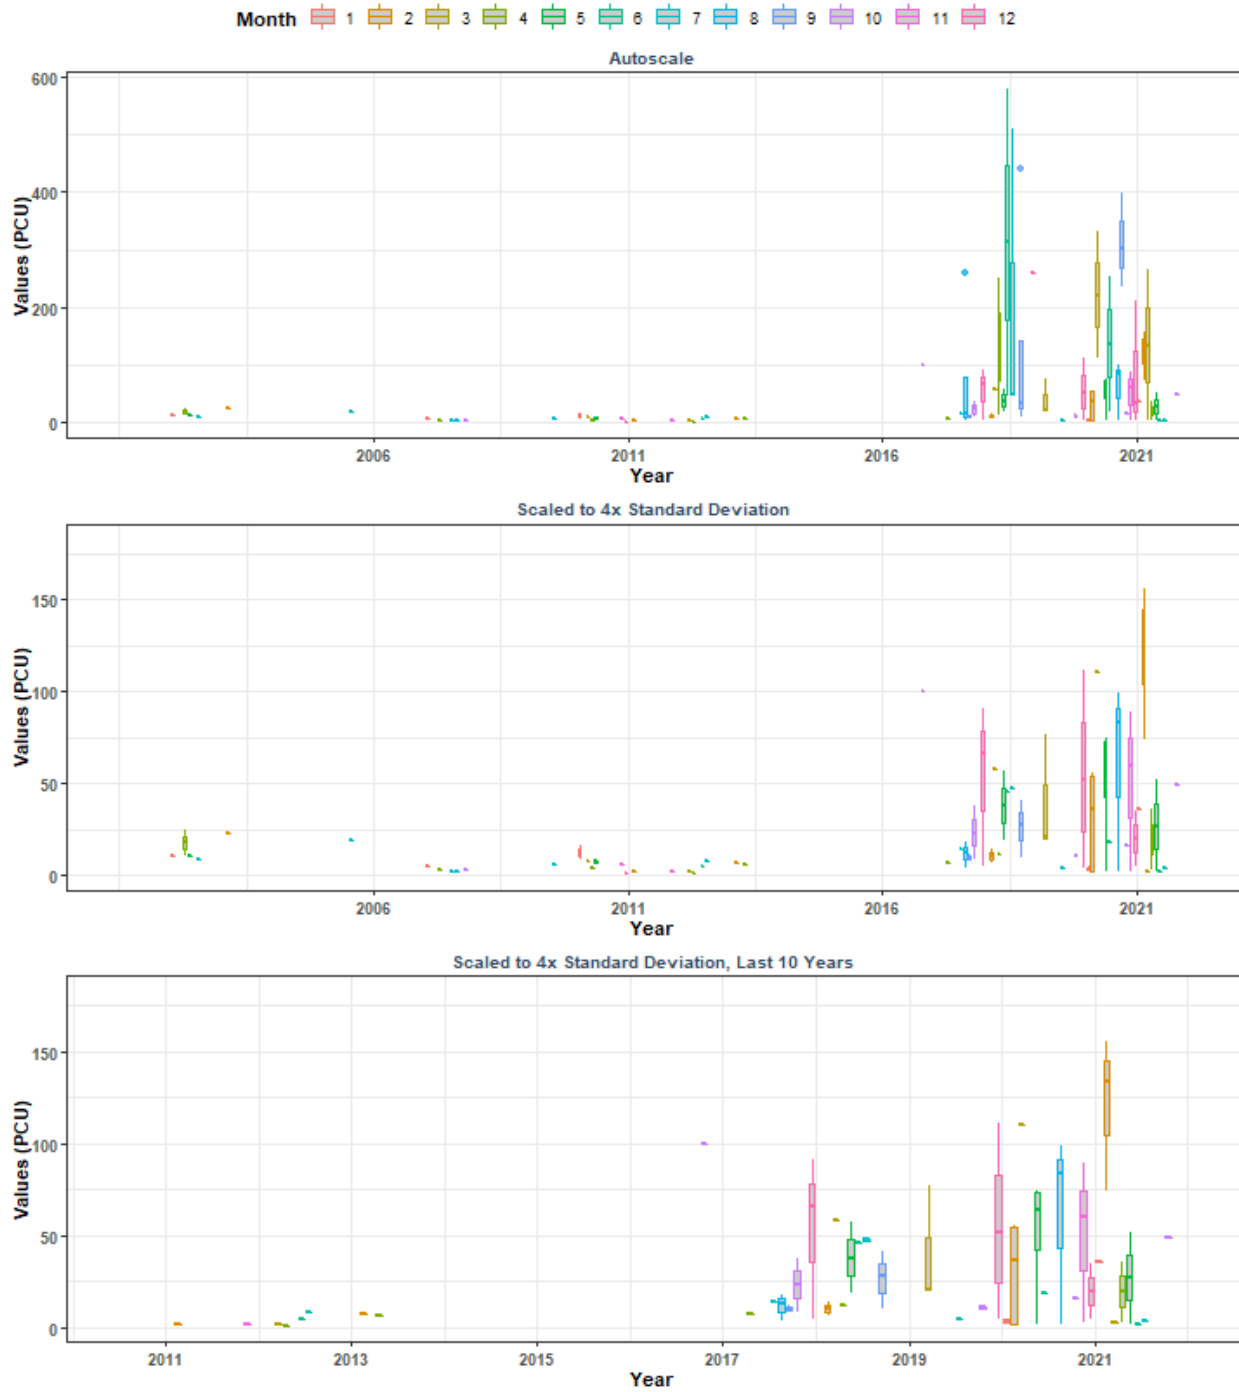 Month 1 2 3 4 5 6 7 8 9 10 11 12
Autoscale
Values (PCU)
600
400
200
0
2006 2011 2016 2021
Year
Scaled to 4x Standard Deviation
Values (PCU)
150
100
50
0
2006 2011 2016 2021
Year
Scaled to 4x Standard Deviation, Last 10 Years
Values (PCU)
150
100
50
0
2011 2013 2015 2017 2019 2021
Year